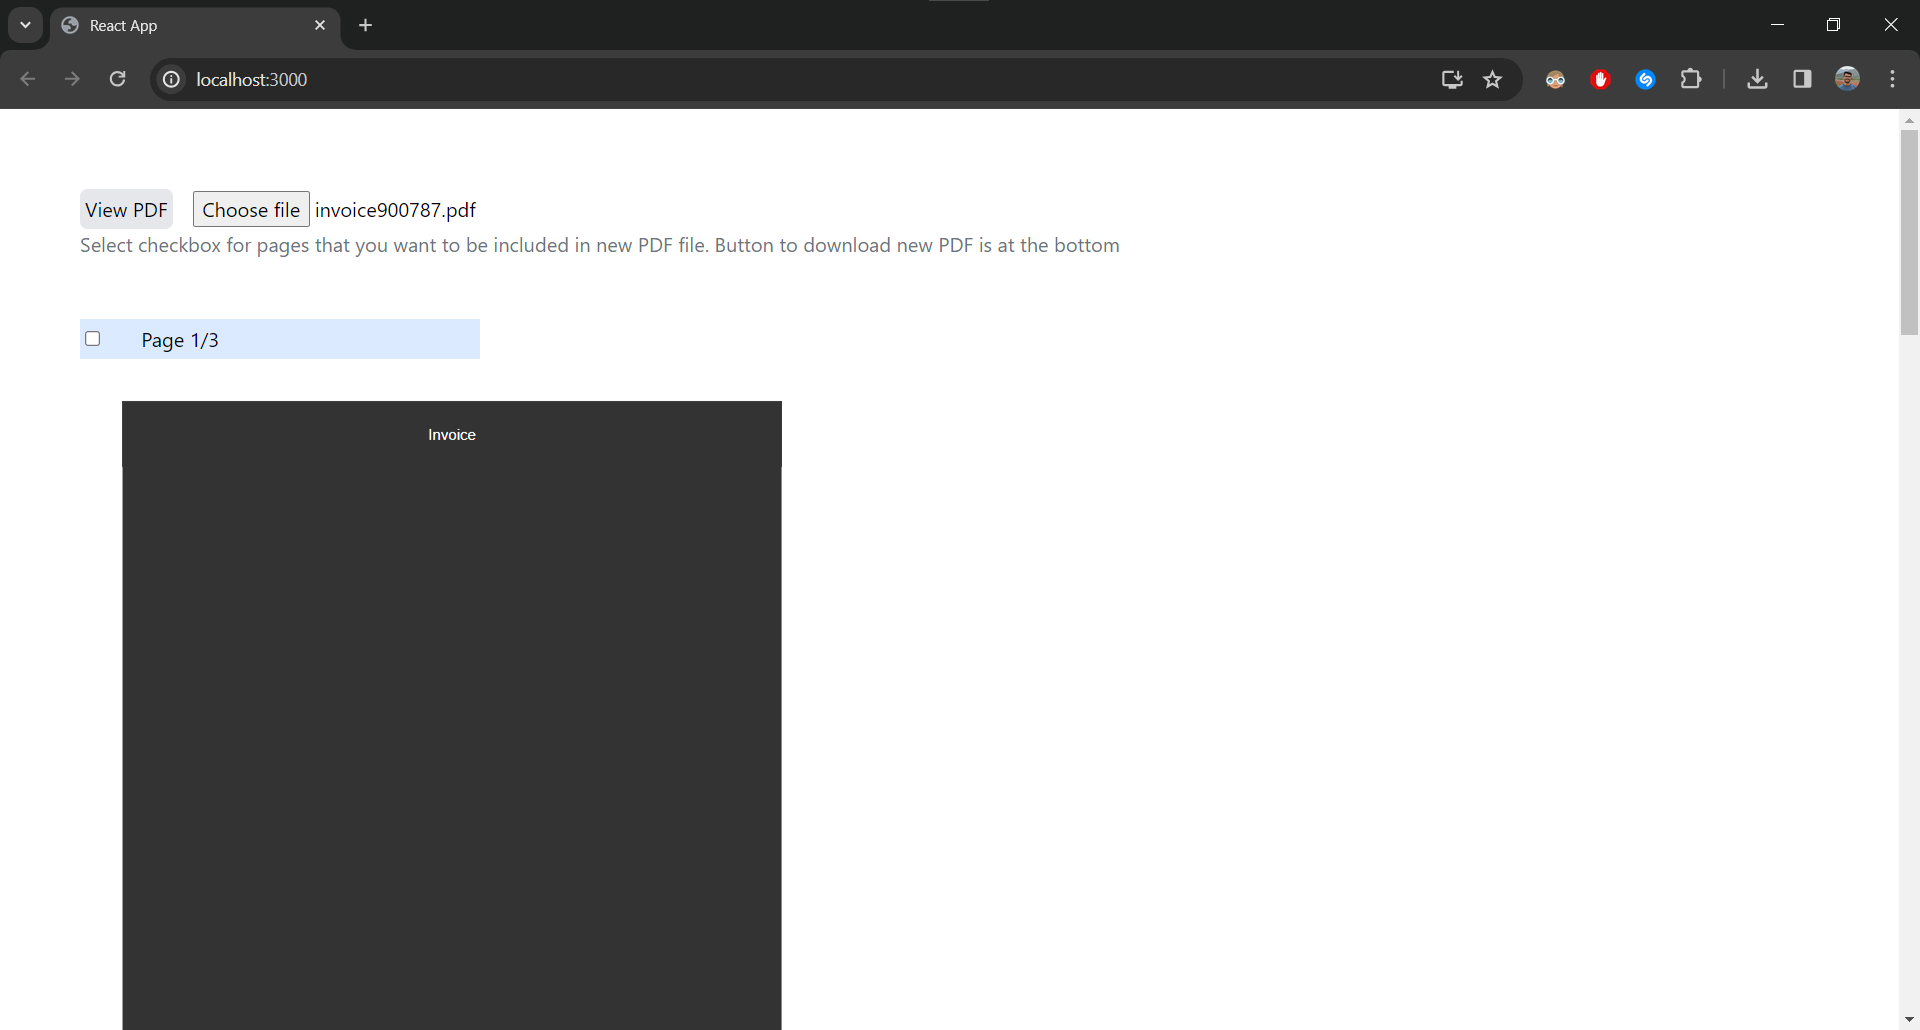 React App
localhost:3000
View PDF Choose file invoice900787.pdf
Select checkbox for pages that you want to be included in new PDF file. Button to download new PDF is at the bottom
Page 1/3
Invoice